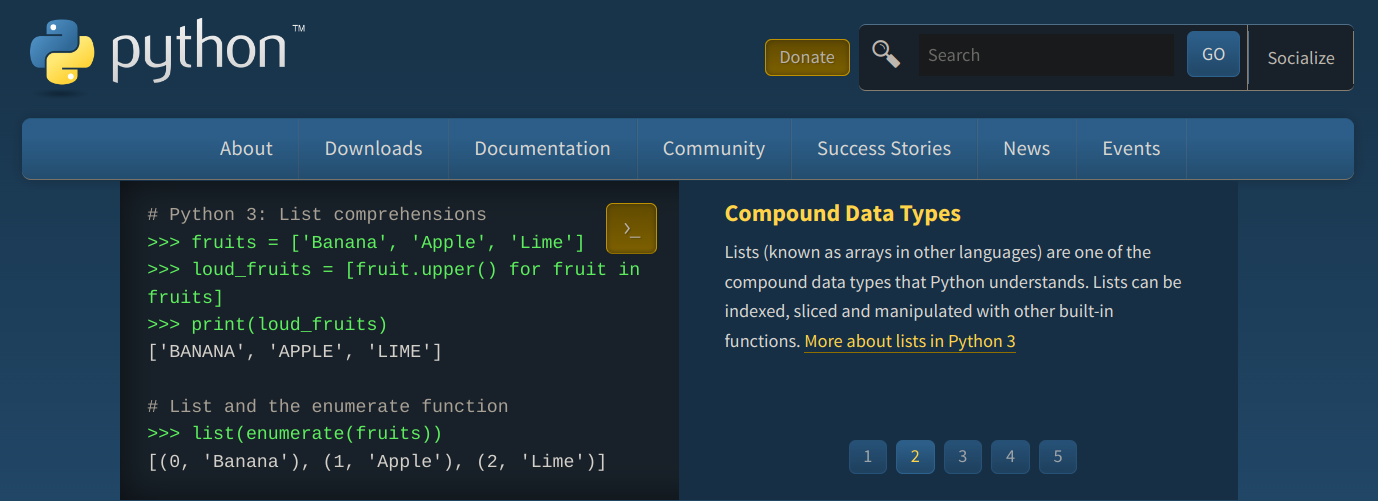 python™
Donate
Search
GO
Socialize
About
Downloads
Documentation
Community
Success Stories
News
Events
# Python 3: List comprehensions
>>> fruits = ['Banana', 'Apple', 'Lime']
>>> loud_fruits = [fruit.upper() for fruit in
fruits]
>>> print(loud_fruits)
['BANANA', 'APPLE', 'LIME']
# List and the enumerate function
>>> list(enumerate(fruits))
[(0, 'Banana'), (1, 'Apple'), (2, 'Lime')]
>_
Compound Data Types
Lists (known as arrays in other languages) are one of the
compound data types that Python understands. Lists can be
indexed, sliced and manipulated with other built-in
functions. More about lists in Python 3
1
2
3
4
5